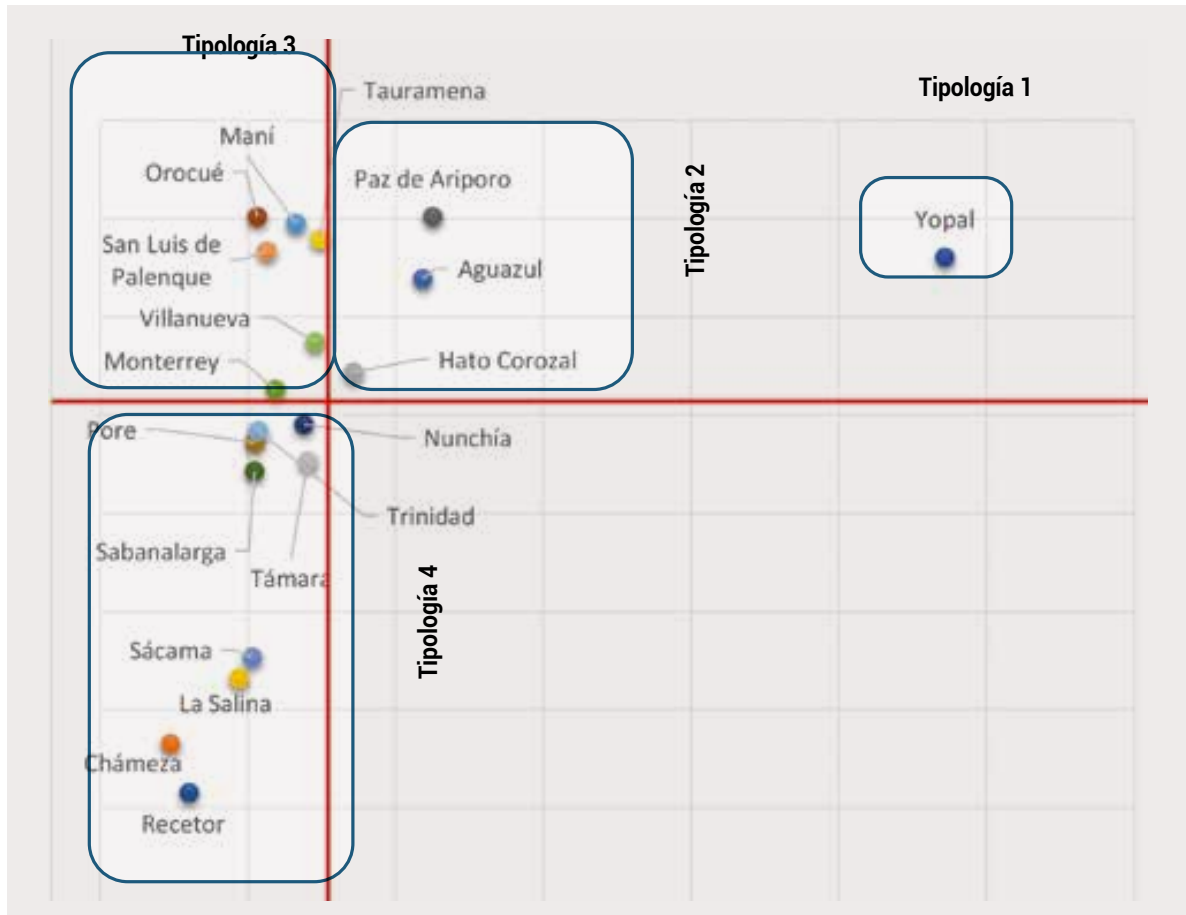 Tipología 3
Tauramena
Tipología 1
Maní
Orocué
Paz de Ariporo
Tipología 2
Yopal
San Luis de
Palenque
Aguazul
Villanueva
Monterrey
Hato Corozal
Pore
Nunchía
Trinidad
Sabanalarga
Támara
Tipología 4
Sácama
La Salina
Chámeza
Recetor